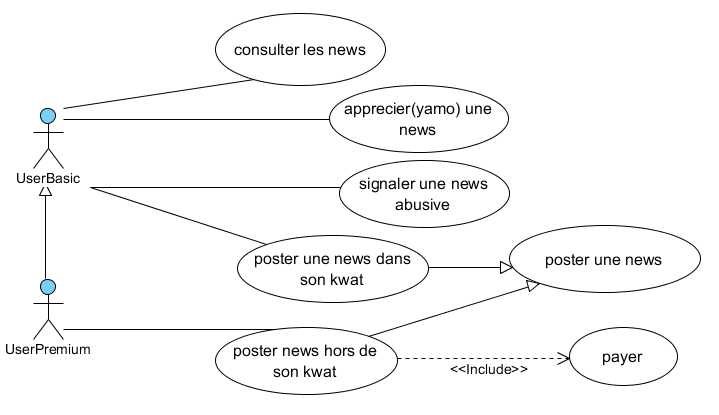 consulter les news
apprecier(yamo) une
news
UserBasic
signaler une news
abusive
poster une news dans
son kwat
poster une news
UserPremium
poster news hors de
son kwat
<<Include>>
payer